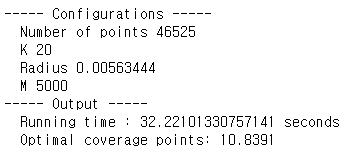 ----- Configurations -----
Number of points 46525
K 20
Radius 0.00563444
M 5000
----- Output -----
Running time : 32.22101330757141 seconds
Optimal coverage points: 10.8391